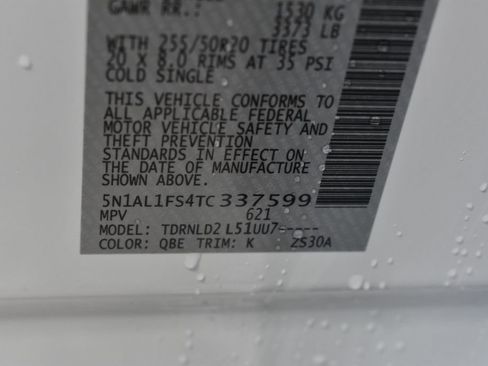 GAWR RR.: 1530 KG
3373 LB
WITH 255/50R20 TIRES
20 X 8.0 RIMS AT 35 PSI
COLD SINGLE
THIS VEHICLE CONFORMS TO
ALL APPLICABLE FEDERAL
MOTOR VEHICLE SAFETY AND
THEFT PREVENTION
STANDARDS IN EFFECT ON
THE DATE OF MANUFACTURE
SHOWN ABOVE.
5N1AL1FS4TC337599
MPV 621
MODEL: TDRNLD2 L51UU7-----
COLOR: QBE TRIM: K ZS30A